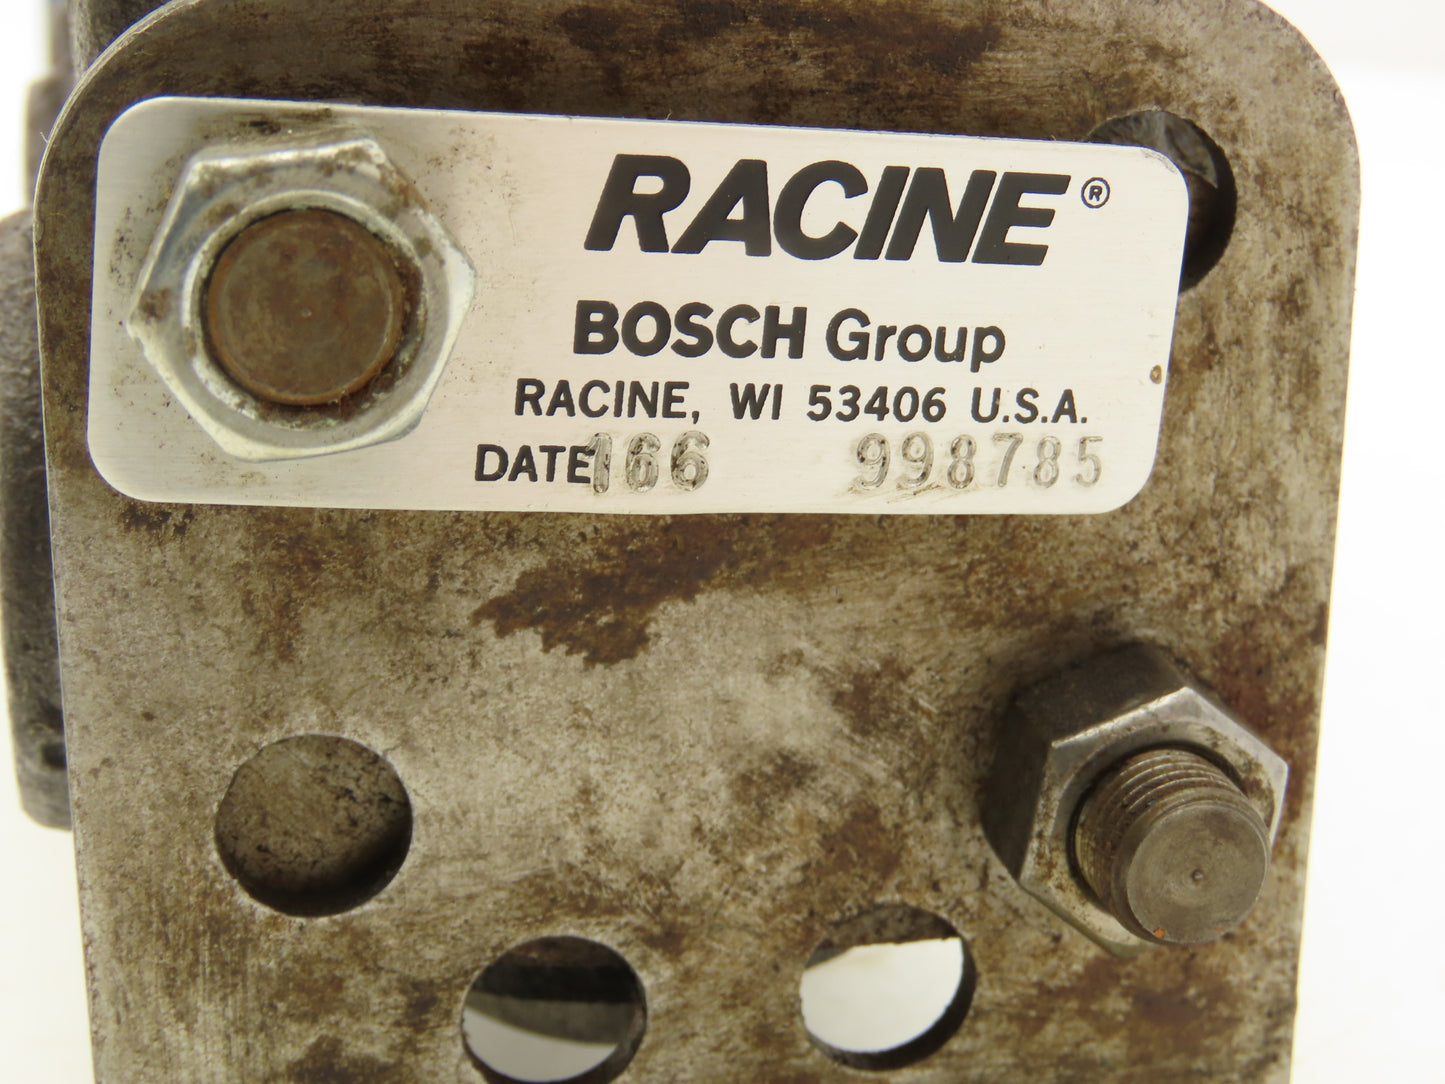 RACINE®
BOSCH Group
RACINE, WI 53406 U.S.A.
DATE 166 998785